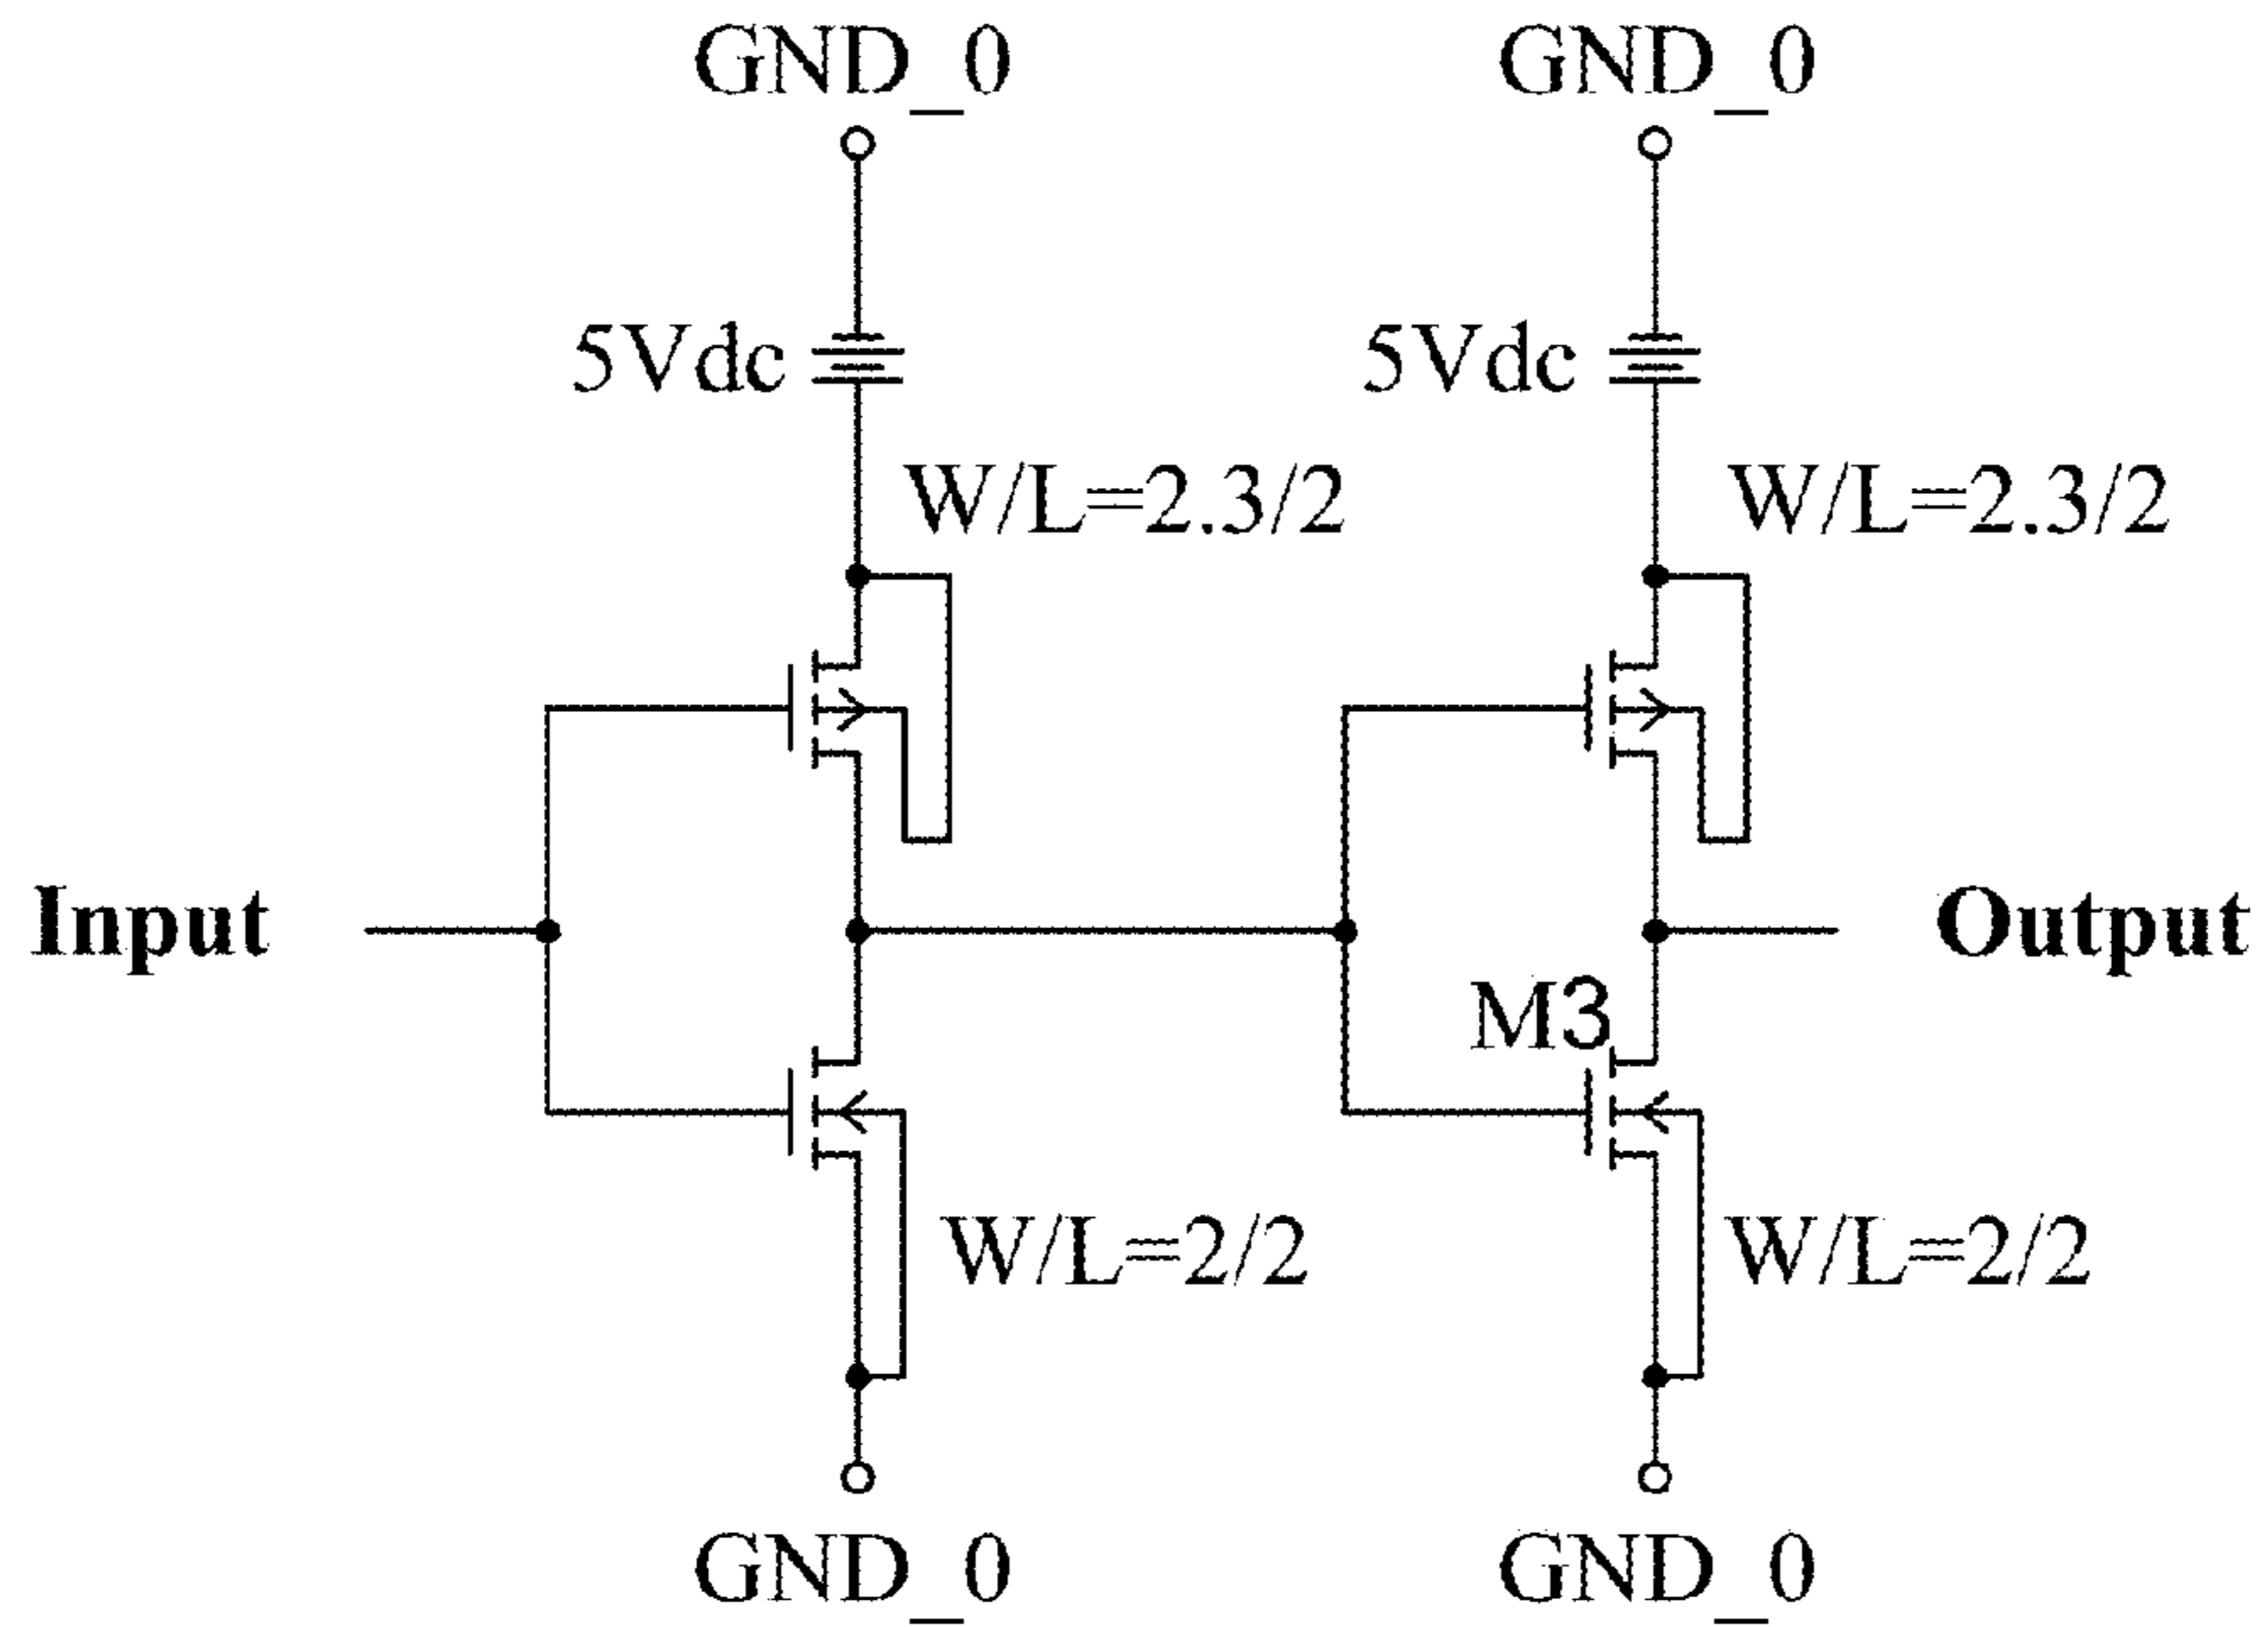 GND_0
GND_0
5Vdc
5Vdc
W/L=2.3/2
W/L=2.3/2
Input
Output
M3
W/L=2/2
W/L=2/2
GND_0
GND_0